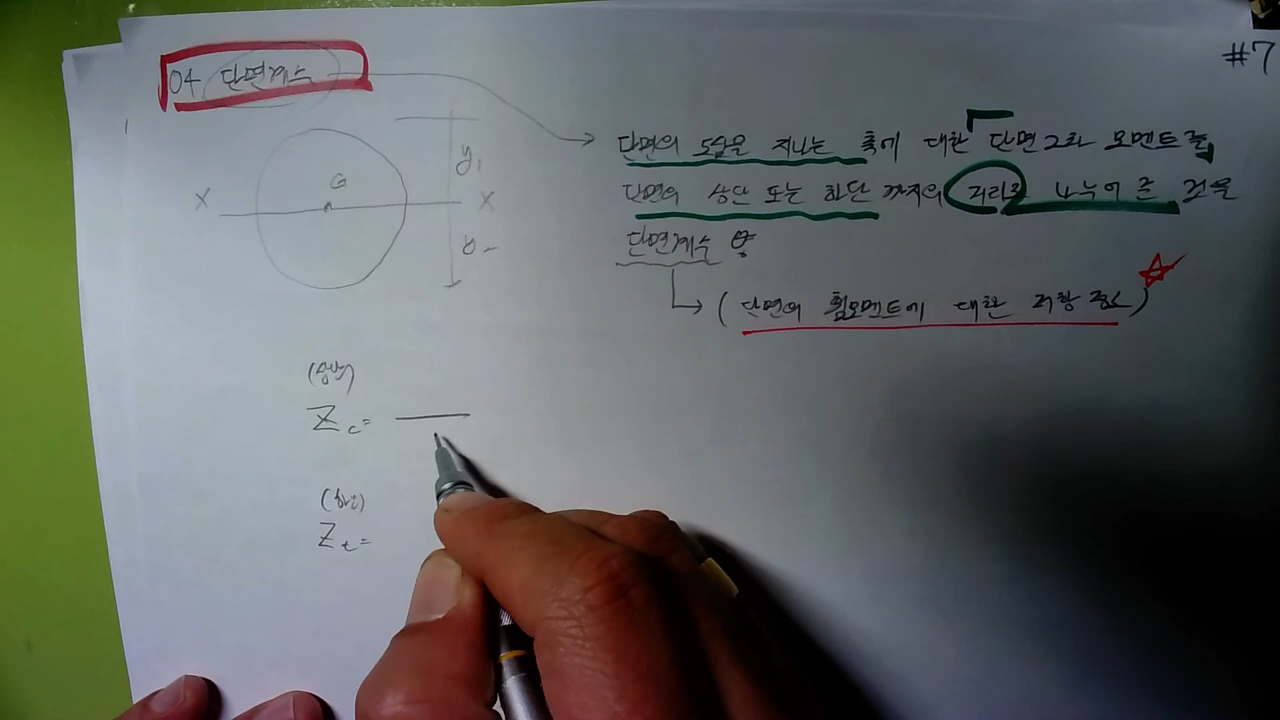 #7
04 단면계수
단면의 도심을 지나는 축에 대한 단면2차 모멘트를
단면의 상단 또는 하단 까지의 거리로 나누어 준 것을
단면계수
(단면의 휨모멘트에 대한 저항 정도)
y₁
G
X X
(상단)
Z c =
(하단)
Z t =